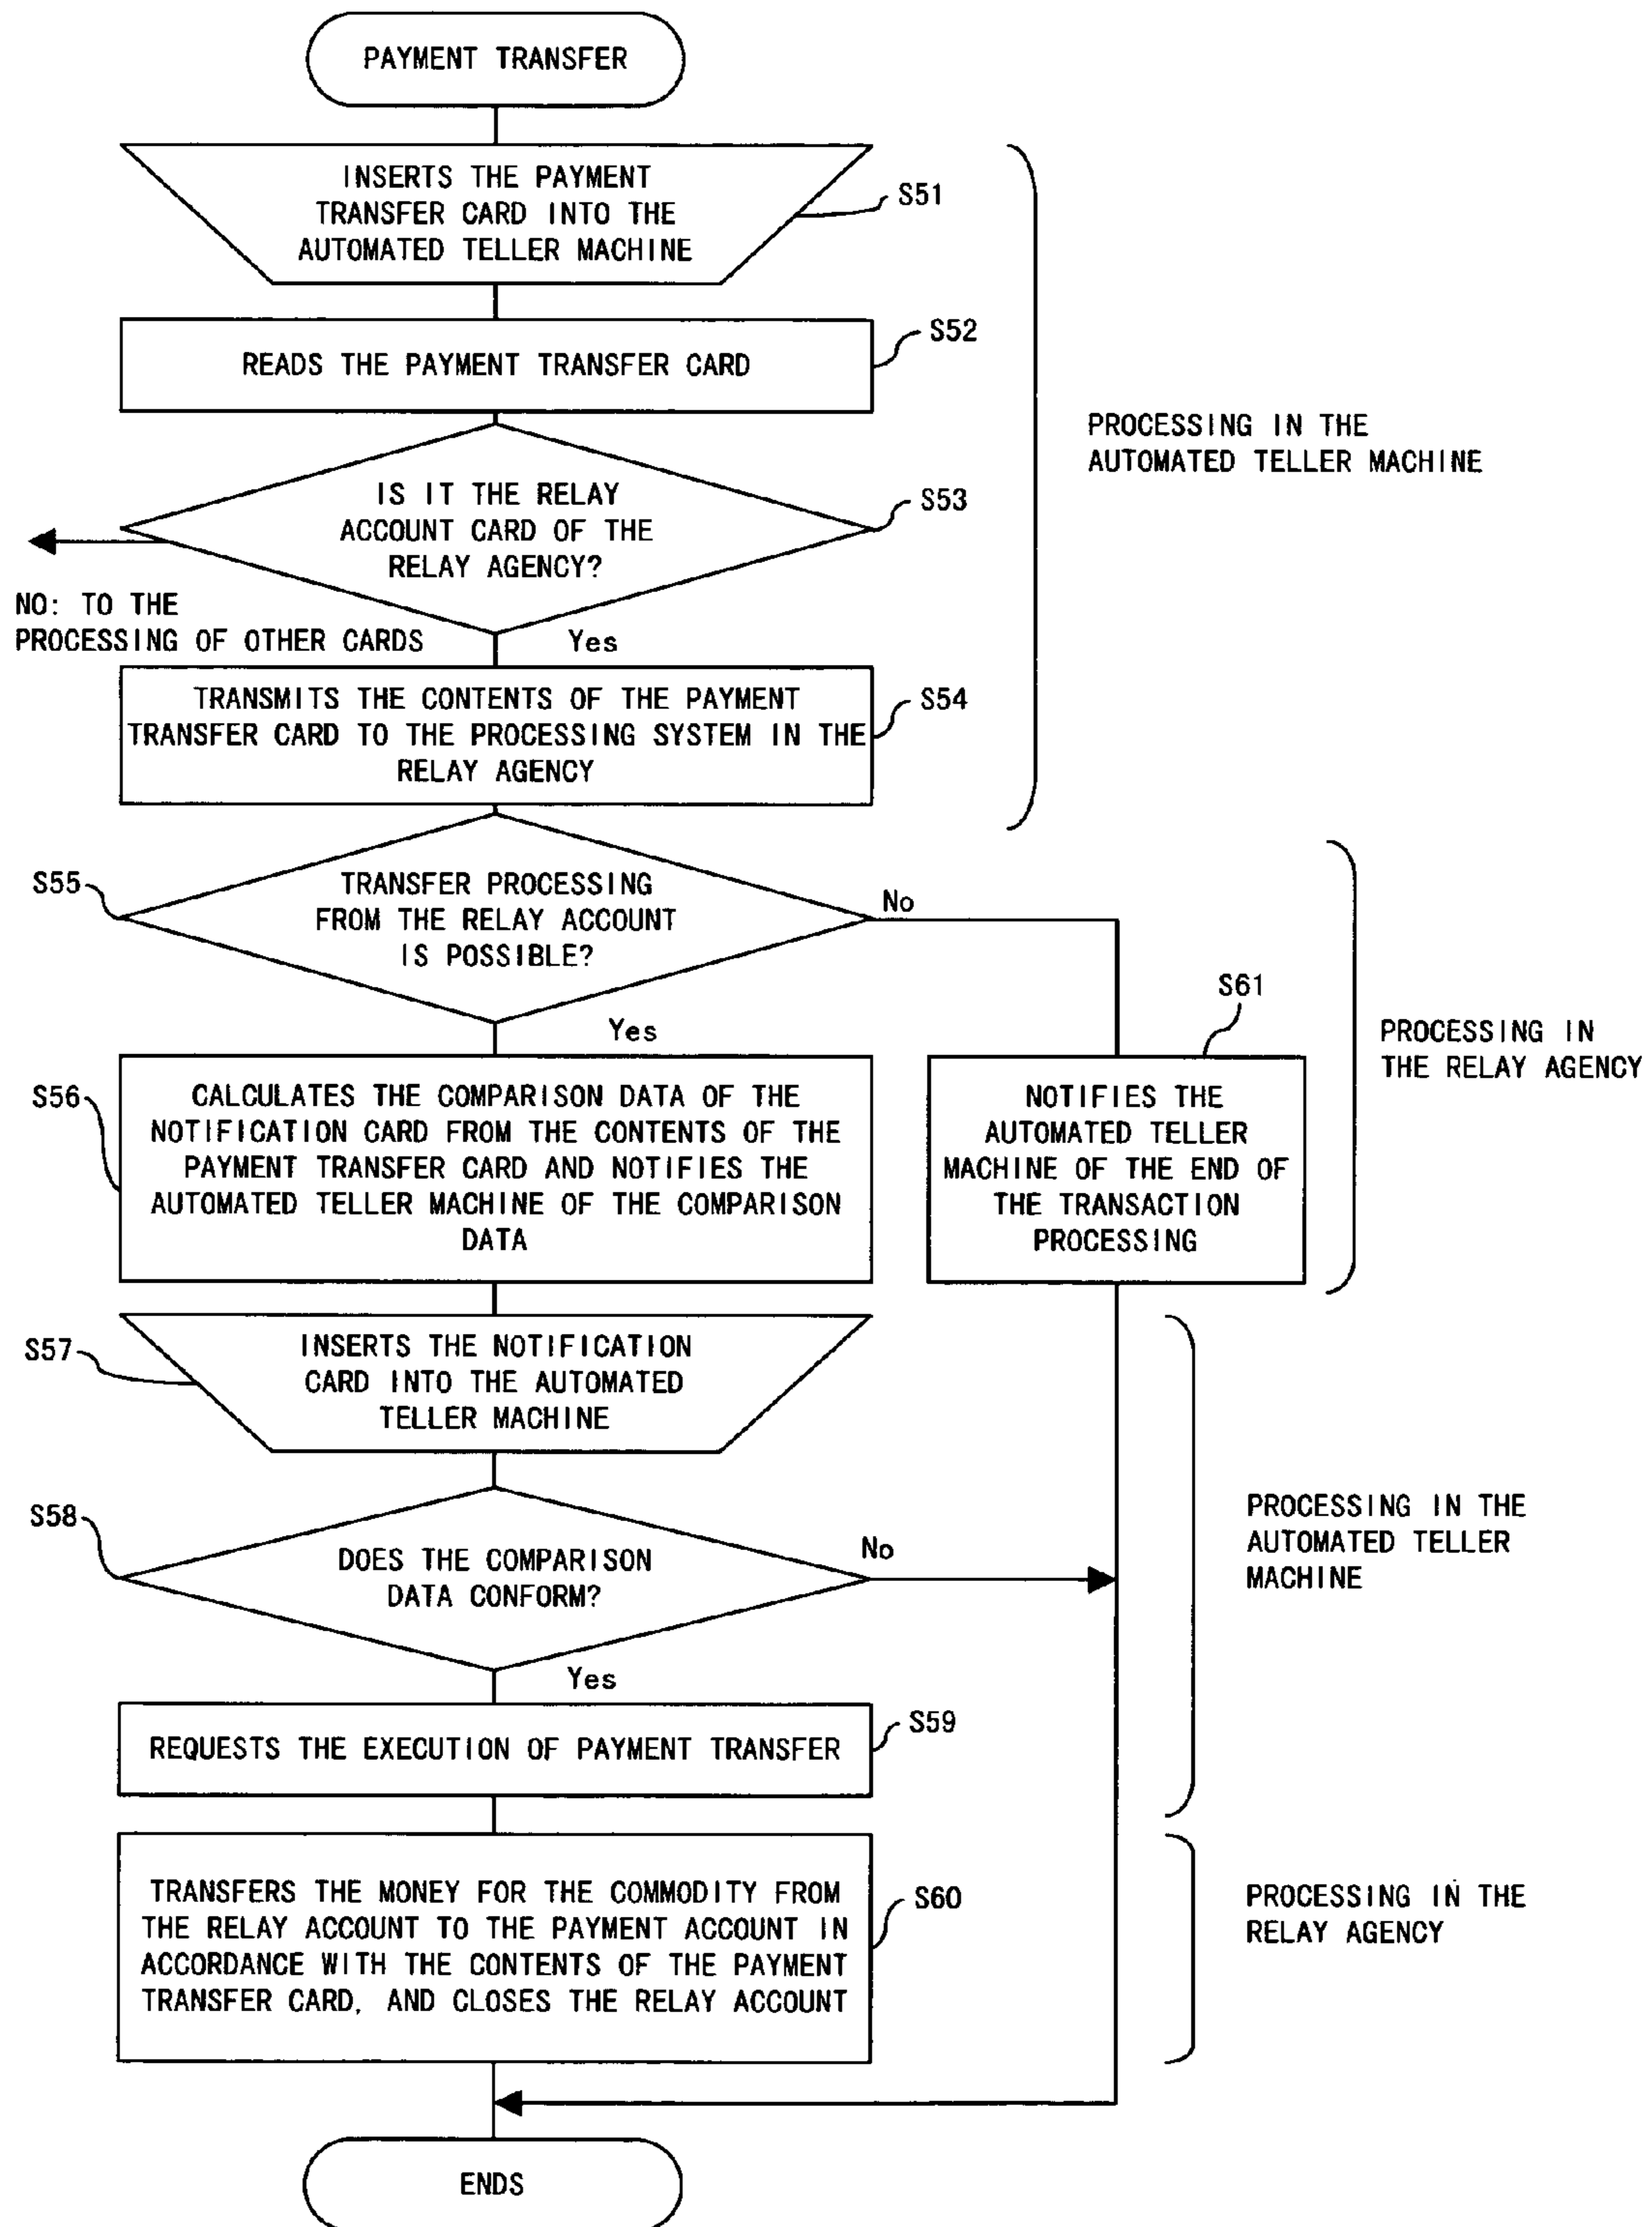 PAYMENT TRANSFER
INSERTS THE PAYMENT
TRANSFER CARD INTO THE
AUTOMATED TELLER MACHINE
S51
READS THE PAYMENT TRANSFER CARD
S52
PROCESSING IN THE
AUTOMATED TELLER MACHINE
IS IT THE RELAY
ACCOUNT CARD OF THE
RELAY AGENCY?
S53
NO: TO THE
PROCESSING OF OTHER CARDS
Yes
TRANSMITS THE CONTENTS OF THE PAYMENT
TRANSFER CARD TO THE PROCESSING SYSTEM IN THE
RELAY AGENCY
S54
S55
TRANSFER PROCESSING
FROM THE RELAY ACCOUNT
IS POSSIBLE?
No
Yes
S61
PROCESSING IN
THE RELAY AGENCY
S56
CALCULATES THE COMPARISON DATA OF THE
NOTIFICATION CARD FROM THE CONTENTS OF THE
PAYMENT TRANSFER CARD AND NOTIFIES THE
AUTOMATED TELLER MACHINE OF THE COMPARISON
DATA
NOTIFIES THE
AUTOMATED TELLER
MACHINE OF THE END OF
THE TRANSACTION
PROCESSING
S57
INSERTS THE NOTIFICATION
CARD INTO THE AUTOMATED
TELLER MACHINE
S58
DOES THE COMPARISON
DATA CONFORM?
No
Yes
PROCESSING IN THE
AUTOMATED TELLER
MACHINE
REQUESTS THE EXECUTION OF PAYMENT TRANSFER
S59
TRANSFERS THE MONEY FOR THE COMMODITY FROM
THE RELAY ACCOUNT TO THE PAYMENT ACCOUNT IN
ACCORDANCE WITH THE CONTENTS OF THE PAYMENT
TRANSFER CARD, AND CLOSES THE RELAY ACCOUNT
S60
PROCESSING IN THE
RELAY AGENCY
ENDS